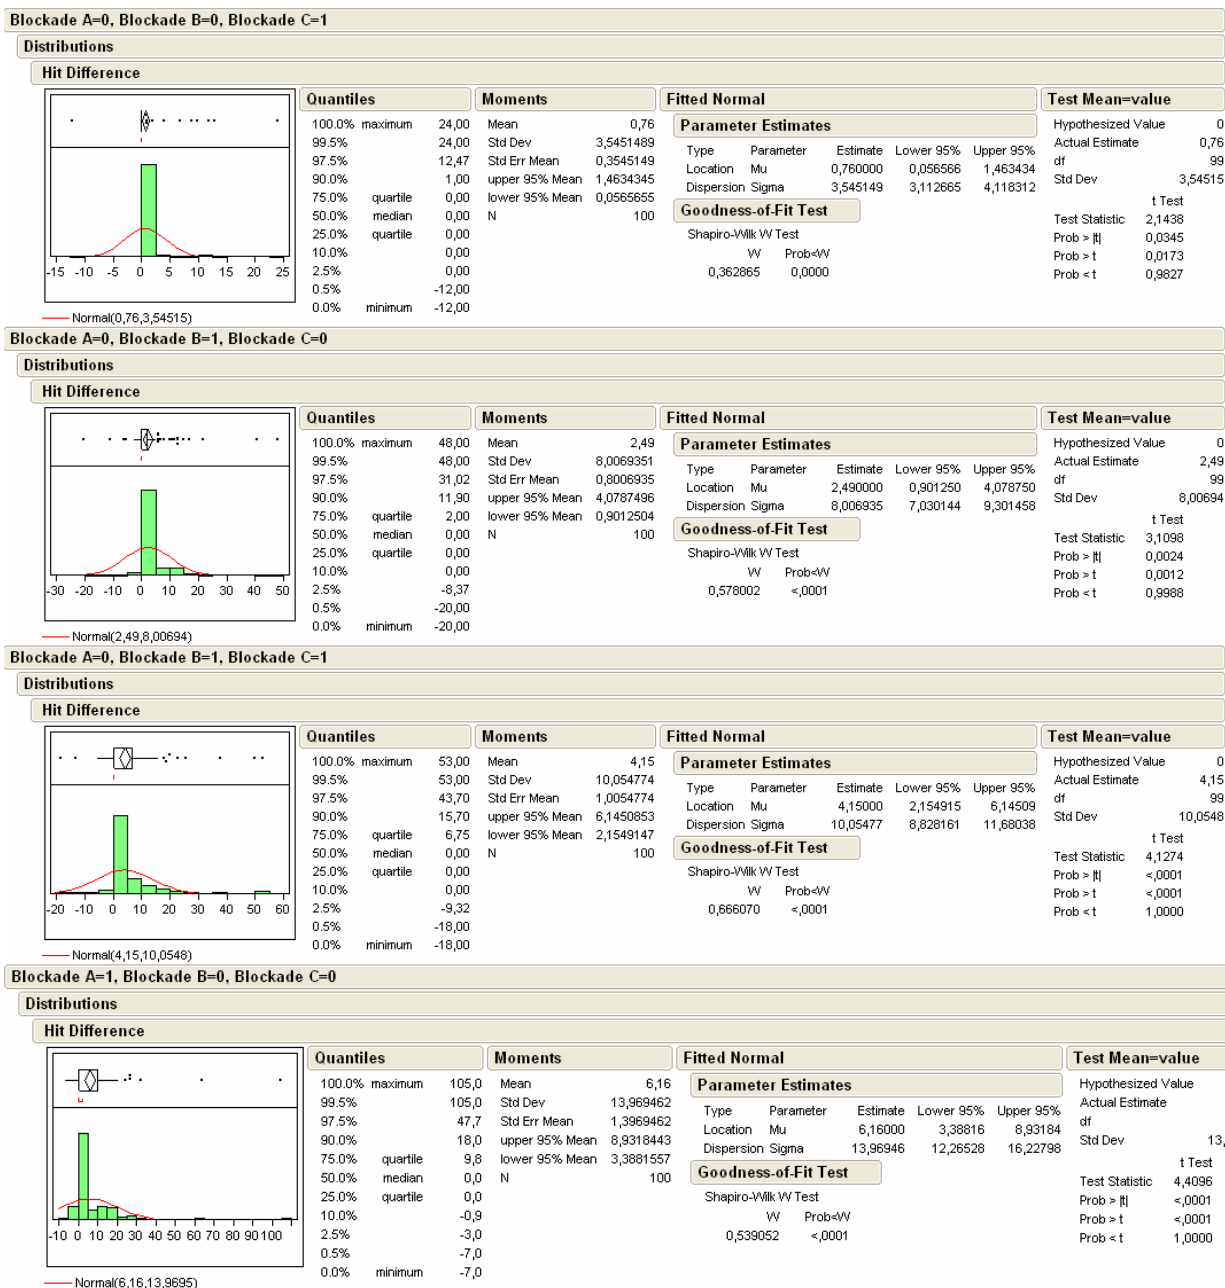 Blockade A=0, Blockade B=0, Blockade C=1
Distributions
Hit Difference
-15 -10 -5 0 5 10 15 20 25
Normal(0,76,3,54515)
Quantiles
100.0% maximum 24,00
99.5% 24,00
97.5% 12,47
90.0% 1,00
75.0% quartile 0,00
50.0% median 0,00
25.0% quartile 0,00
10.0% 0,00
2.5% 0,00
0.5% -12,00
0.0% minimum -12,00
Moments
Mean 0,76
Std Dev 3,5451489
Std Err Mean 0,3545149
upper 95% Mean 1,4634345
lower 95% Mean 0,0565655
N 100
Fitted Normal
Parameter Estimates
Type Parameter Estimate Lower 95% Upper 95%
Location Mu 0,760000 0,056566 1,463434
Dispersion Sigma 3,545149 3,112665 4,118312
Goodness-of-Fit Test
Shapiro-Wilk W Test
W Prob<W
0,362865 0,0000
Test Mean=value
Hypothesized Value 0
Actual Estimate 0,76
df 99
Std Dev 3,54515
t Test
Test Statistic 2,1438
Prob > |t| 0,0345
Prob > t 0,0173
Prob < t 0,9827
Blockade A=0, Blockade B=1, Blockade C=0
Distributions
Hit Difference
-30 -20 -10 0 10 20 30 40 50
Normal(2,49,8,00694)
Quantiles
100.0% maximum 48,00
99.5% 48,00
97.5% 31,02
90.0% 11,90
75.0% quartile 2,00
50.0% median 0,00
25.0% quartile 0,00
10.0% 0,00
2.5% -8,37
0.5% -20,00
0.0% minimum -20,00
Moments
Mean 2,49
Std Dev 8,0069351
Std Err Mean 0,8006935
upper 95% Mean 4,0787496
lower 95% Mean 0,9012504
N 100
Fitted Normal
Parameter Estimates
Type Parameter Estimate Lower 95% Upper 95%
Location Mu 2,490000 0,901250 4,078750
Dispersion Sigma 8,006935 7,030144 9,301458
Goodness-of-Fit Test
Shapiro-Wilk W Test
W Prob<W
0,578002 <,0001
Test Mean=value
Hypothesized Value 0
Actual Estimate 2,49
df 99
Std Dev 8,00694
t Test
Test Statistic 3,1098
Prob > |t| 0,0024
Prob > t 0,0012
Prob < t 0,9988
Blockade A=0, Blockade B=1, Blockade C=1
Distributions
Hit Difference
-20 -10 0 10 20 30 40 50 60
Normal(4,15,10,0548)
Quantiles
100.0% maximum 53,00
99.5% 53,00
97.5% 43,70
90.0% 15,70
75.0% quartile 6,75
50.0% median 0,00
25.0% quartile 0,00
10.0% 0,00
2.5% -9,32
0.5% -18,00
0.0% minimum -18,00
Moments
Mean 4,15
Std Dev 10,054774
Std Err Mean 1,0054774
upper 95% Mean 6,1450853
lower 95% Mean 2,1549147
N 100
Fitted Normal
Parameter Estimates
Type Parameter Estimate Lower 95% Upper 95%
Location Mu 4,15000 2,154915 6,14509
Dispersion Sigma 10,05477 8,828161 11,68038
Goodness-of-Fit Test
Shapiro-Wilk W Test
W Prob<W
0,666070 <,0001
Test Mean=value
Hypothesized Value 0
Actual Estimate 4,15
df 99
Std Dev 10,0548
t Test
Test Statistic 4,1274
Prob > |t| <,0001
Prob > t <,0001
Prob < t 1,0000
Blockade A=1, Blockade B=0, Blockade C=0
Distributions
Hit Difference
-10 0 10 20 30 40 50 60 70 80 90 100
Normal(6,16,13,9695)
Quantiles
100.0% maximum 105,0
99.5% 105,0
97.5% 47,7
90.0% 18,0
75.0% quartile 9,8
50.0% median 0,0
25.0% quartile 0,0
10.0% -0,9
2.5% -3,0
0.5% -7,0
0.0% minimum -7,0
Moments
Mean 6,16
Std Dev 13,969462
Std Err Mean 1,3969462
upper 95% Mean 8,9318443
lower 95% Mean 3,3881557
N 100
Fitted Normal
Parameter Estimates
Type Parameter Estimate Lower 95% Upper 95%
Location Mu 6,16000 3,38816 8,93184
Dispersion Sigma 13,96946 12,26528 16,22798
Goodness-of-Fit Test
Shapiro-Wilk W Test
W Prob<W
0,539052 <,0001
Test Mean=value
Hypothesized Value
Actual Estimate
df
Std Dev 13,
t Test
Test Statistic 4,4096
Prob > |t| <,0001
Prob > t <,0001
Prob < t 1,0000